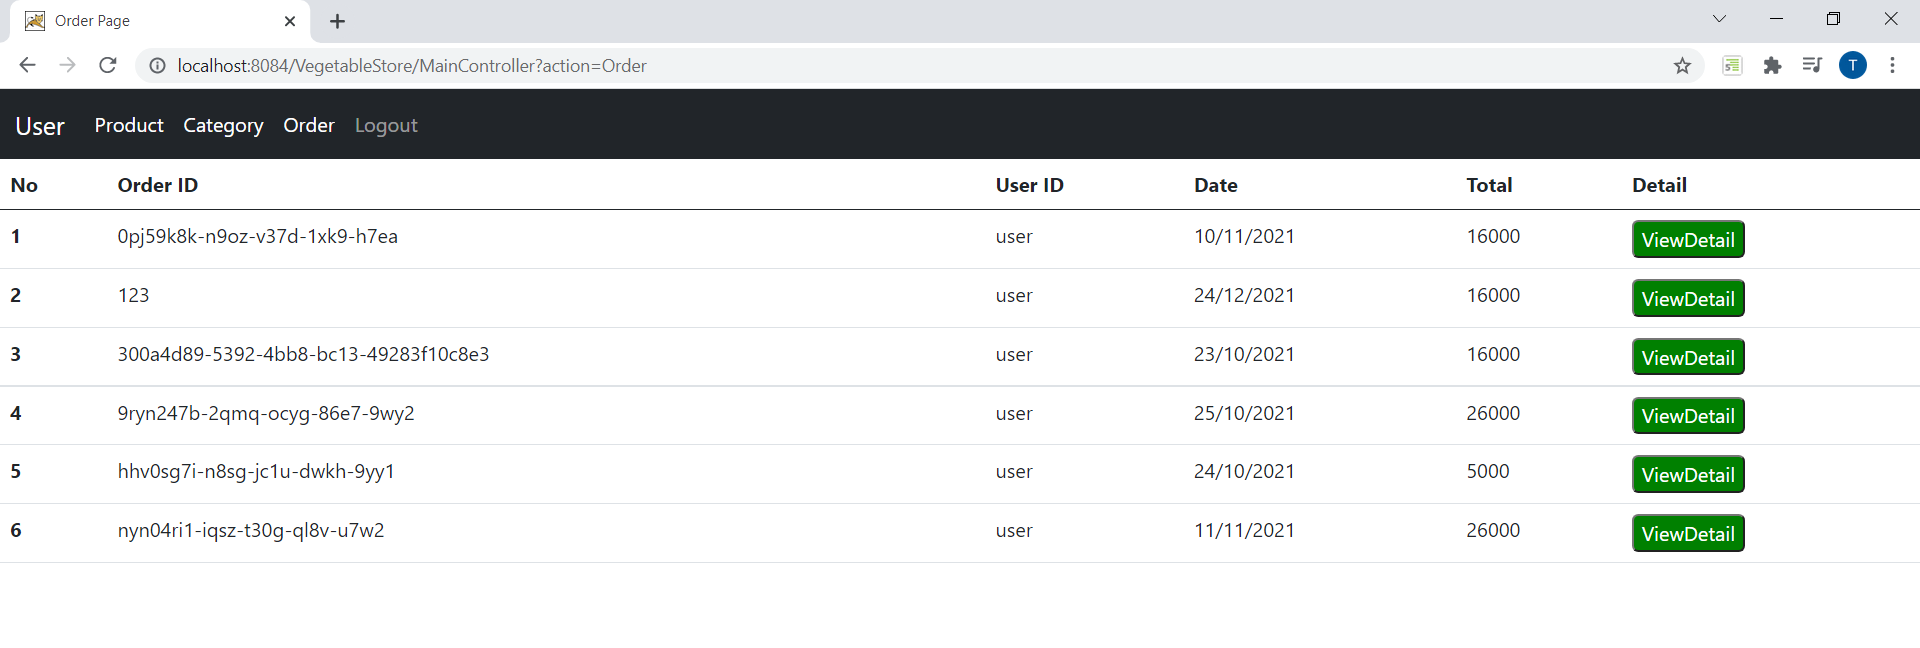 Order Page
localhost:8084/VegetableStore/MainController?action=Order
T
User Product Category Order Logout
No Order ID User ID Date Total Detail
1 0pj59k8k-n9oz-v37d-1xk9-h7ea user 10/11/2021 16000 ViewDetail
2 123 user 24/12/2021 16000 ViewDetail
3 300a4d89-5392-4bb8-bc13-49283f10c8e3 user 23/10/2021 16000 ViewDetail
4 9ryn247b-2qmq-ocyg-86e7-9wy2 user 25/10/2021 26000 ViewDetail
5 hhv0sg7i-n8sg-jc1u-dwkh-9yy1 user 24/10/2021 5000 ViewDetail
6 nyn04ri1-iqsz-t30g-ql8v-u7w2 user 11/11/2021 26000 ViewDetail